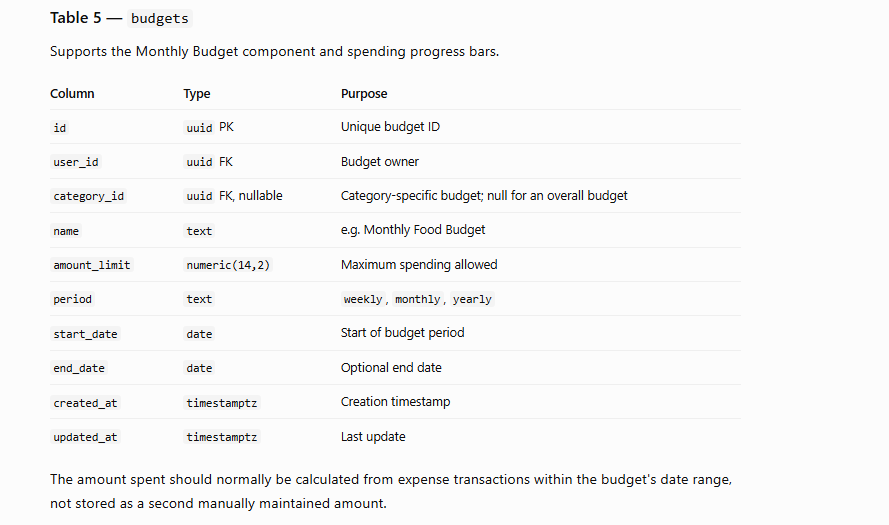 Table 5 — budgets
Supports the Monthly Budget component and spending progress bars.
Column Type Purpose
id uuid PK Unique budget ID
user_id uuid FK Budget owner
category_id uuid FK, nullable Category-specific budget; null for an overall budget
name text e.g. Monthly Food Budget
amount_limit numeric(14,2) Maximum spending allowed
period text weekly, monthly, yearly
start_date date Start of budget period
end_date date Optional end date
created_at timestamptz Creation timestamp
updated_at timestamptz Last update
The amount spent should normally be calculated from expense transactions within the budget's date range,
not stored as a second manually maintained amount.